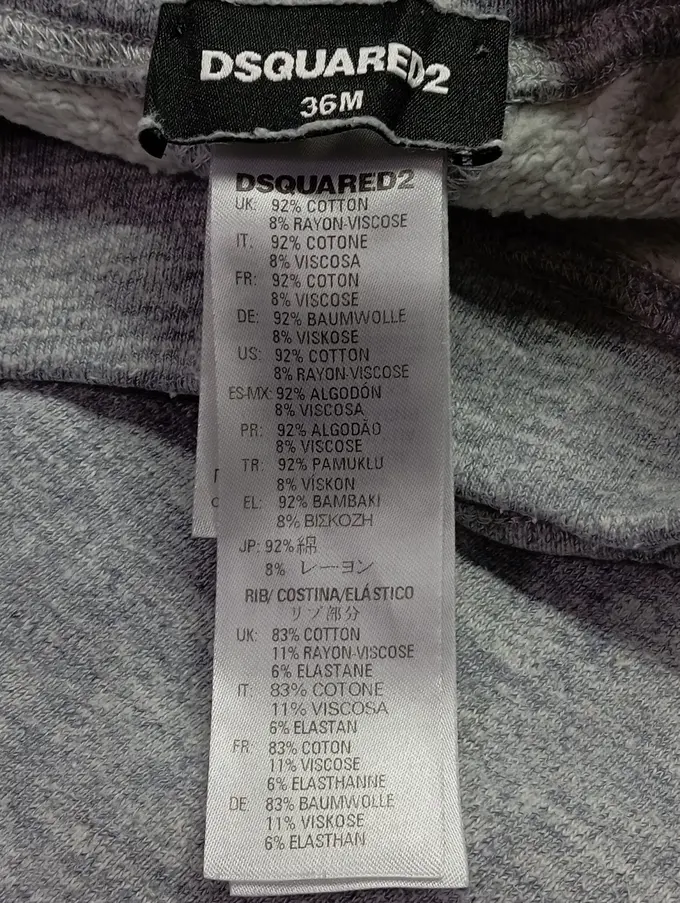 DSQUARED2
36M
DSQUARED2
UK: 92% COTTON
8% RAYON-VISCOSE
IT: 92% COTONE
8% VISCOSA
FR: 92% COTON
8% VISCOSE
DE: 92% BAUMWOLLE
8% VISKOSE
US: 92% COTTON
8% RAYON-VISCOSE
ES-MX: 92% ALGODÓN
8% VISCOSA
PR: 92% ALGODÃO
8% VISCOSE
TR: 92% PAMUKLU
8% VÍSKON
EL: 92% BAMBAKI
8% ΒΙΣΚΟΖΗ
JP: 92% 綿
8% レーヨン
RIB/ COSTINA/ELÁSTICO
リブ部分
UK: 83% COTTON
11% RAYON-VISCOSE
6% ELASTANE
IT: 83% COTONE
11% VISCOSA
6% ELASTAN
FR: 83% COTON
11% VISCOSE
6% ELASTHANNE
DE: 83% BAUMWOLLE
11% VISKOSE
6% ELASTHAN